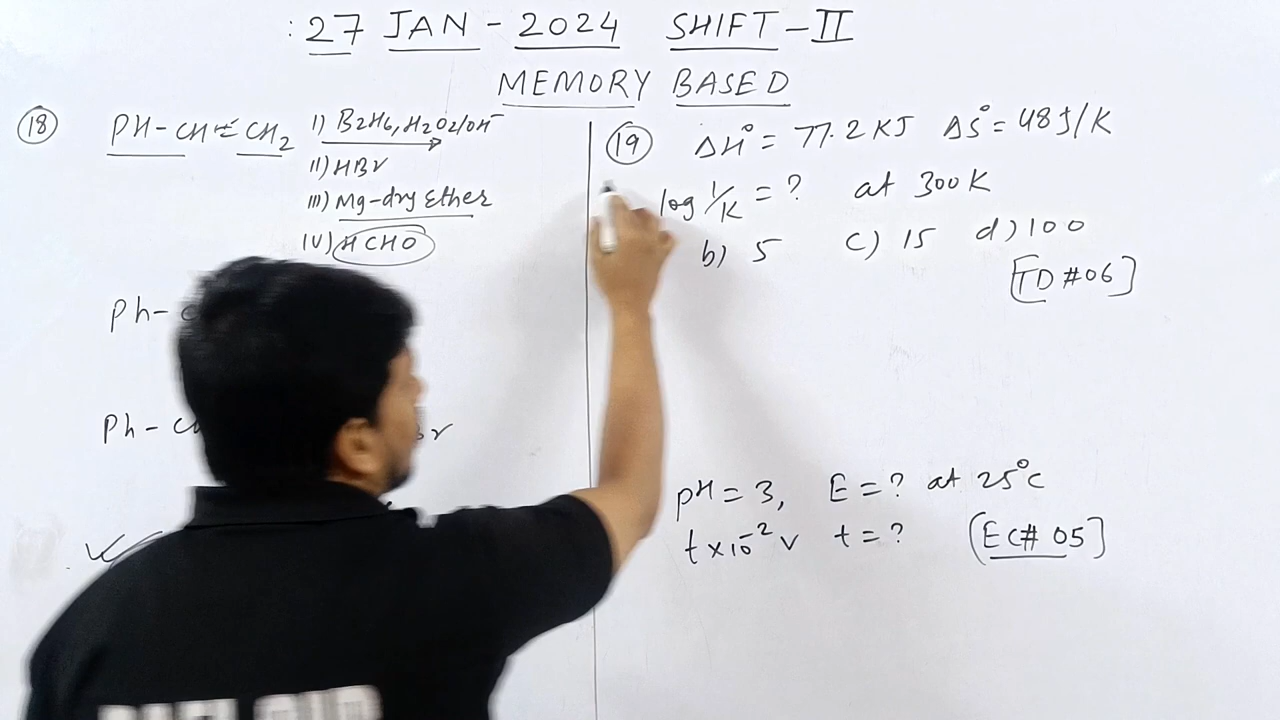 : 27 JAN - 2024 SHIFT - II
MEMORY BASED
18 PH - CH = CH2 I) B2H6, H2O2/OH-
II) HBr
III) Mg-dry Ether
IV) HCHO
Ph -
Ph -
19 ΔH° = 77.2 KJ ΔS° = 48 J/K
log 1/K = ? at 300K
b) 5 c) 15 d) 100
[TD #06]
pH = 3, E = ? at 25°C
t×10-2 V t = ? [EC# 05]